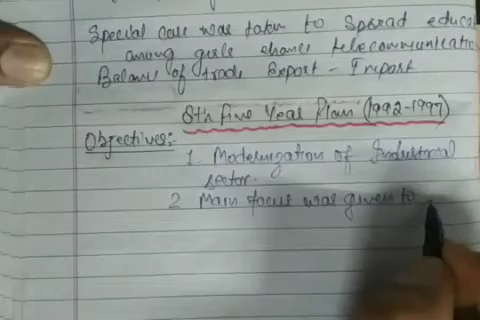 Special care was taken to Spread educa
among girls chance telecommunication
Balance of trade Export - Import
8th five Year Plan (1992-1997)
Objectives:-
1. Modernization of Industrial
sector.
2 Main focus was given to